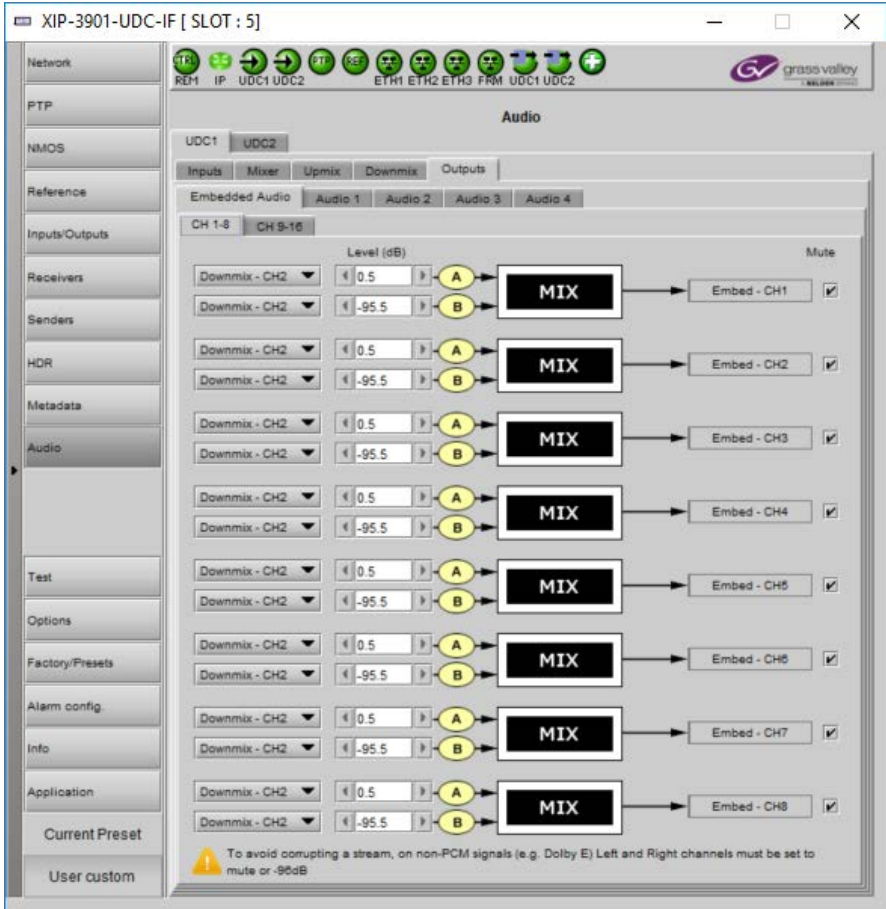 XIP-3901-UDC-IF [ SLOT : 5]
CTRL PTP REF
REM IP UDC1 UDC2 ETH1 ETH2 ETH3 FRM UDC1 UDC2
GV grass valley
A BELDEN BRAND
Network
PTP
NMOS
Reference
Inputs/Outputs
Receivers
Senders
HDR
Metadata
Audio
Test
Options
Factory/Presets
Alarm config.
Info
Application
Current Preset
User custom
Audio
UDC1 UDC2
Inputs Mixer Upmix Downmix Outputs
Embedded Audio Audio 1 Audio 2 Audio 3 Audio 4
CH 1-8 CH 9-16
Level (dB) Mute
Downmix - CH2 0.5 A
MIX Embed - CH1
Downmix - CH2 -95.5 B
Downmix - CH2 0.5 A
MIX Embed - CH2
Downmix - CH2 -95.5 B
Downmix - CH2 0.5 A
MIX Embed - CH3
Downmix - CH2 -95.5 B
Downmix - CH2 0.5 A
MIX Embed - CH4
Downmix - CH2 -95.5 B
Downmix - CH2 0.5 A
MIX Embed - CH5
Downmix - CH2 -95.5 B
Downmix - CH2 0.5 A
MIX Embed - CH6
Downmix - CH2 -95.5 B
Downmix - CH2 0.5 A
MIX Embed - CH7
Downmix - CH2 -95.5 B
Downmix - CH2 0.5 A
MIX Embed - CH8
Downmix - CH2 -95.5 B
To avoid corrupting a stream, on non-PCM signals (e.g. Dolby E) Left and Right channels must be set to
mute or -96dB